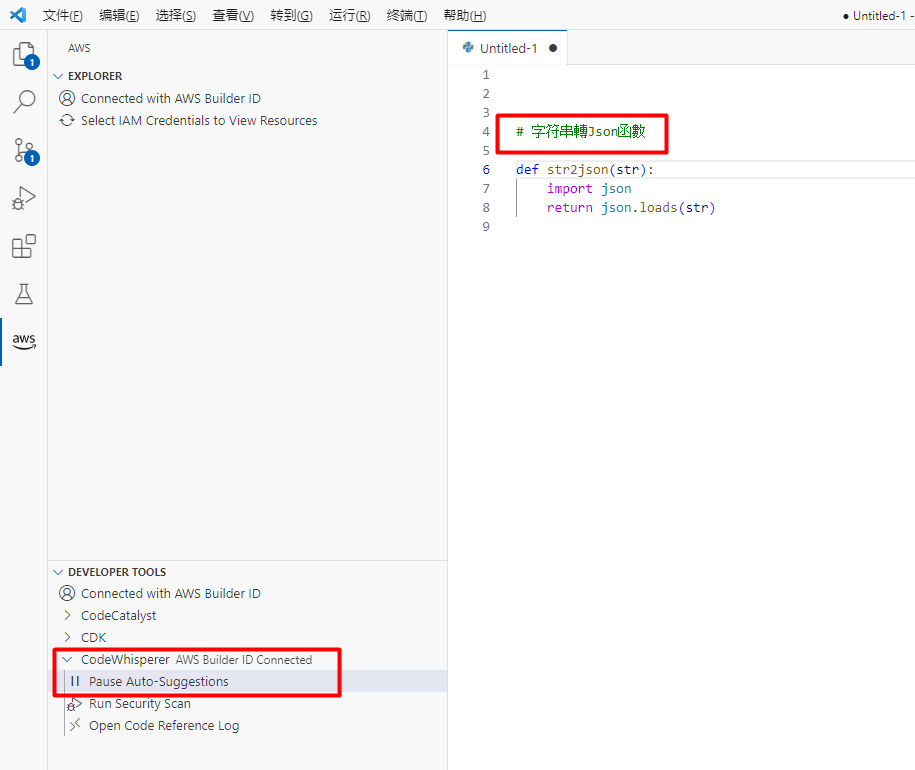 文件(F) 编辑(E) 选择(S) 查看(V) 转到(G) 运行(R) 终端(T) 帮助(H) ● Untitled-1 -
AWS
EXPLORER
Connected with AWS Builder ID
Select IAM Credentials to View Resources
1
1
aws
DEVELOPER TOOLS
Connected with AWS Builder ID
CodeCatalyst
CDK
CodeWhisperer AWS Builder ID Connected
Pause Auto-Suggestions
Run Security Scan
Open Code Reference Log
Untitled-1 ●
1
2
3
4 # 字符串轉Json函數
5
6 def str2json(str):
7 import json
8 return json.loads(str)
9